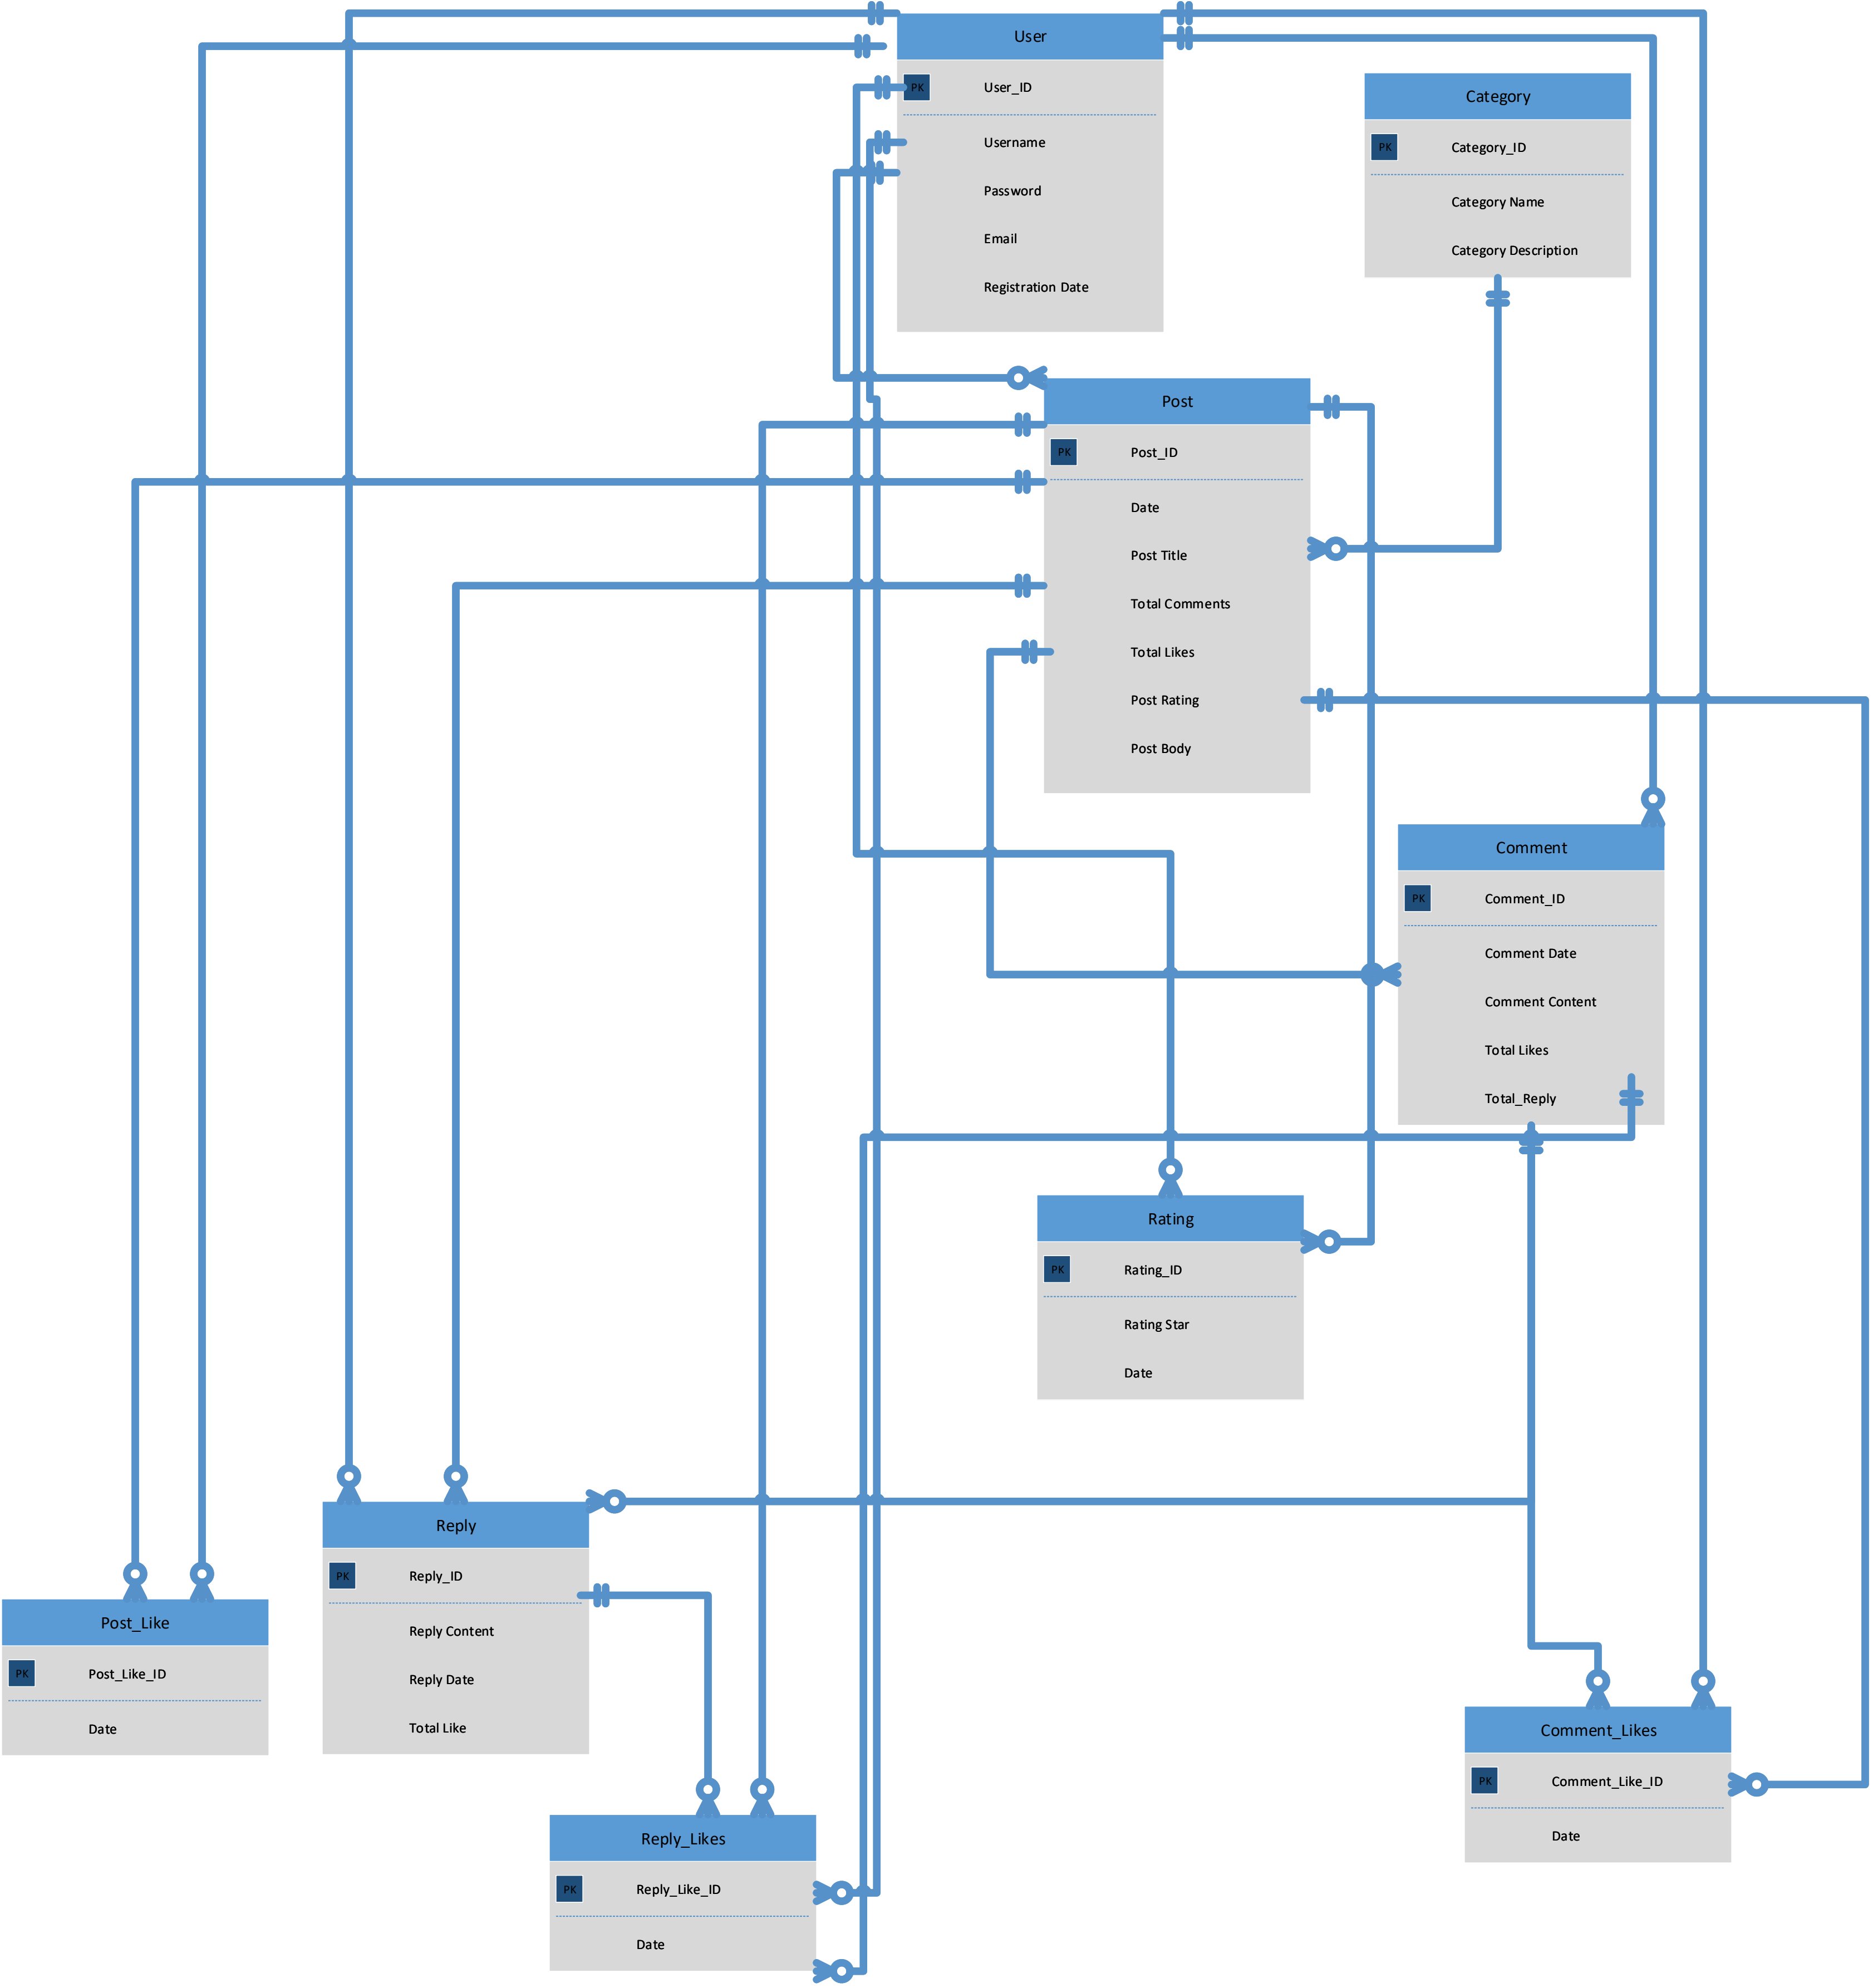 User
PK User_ID
Username
Password
Email
Registration Date
Category
PK Category_ID
Category Name
Category Description
Post
PK Post_ID
Date
Post Title
Total Comments
Total Likes
Post Rating
Post Body
Comment
PK Comment_ID
Comment Date
Comment Content
Total Likes
Total_Reply
Rating
PK Rating_ID
Rating Star
Date
Reply
PK Reply_ID
Reply Content
Reply Date
Total Like
Post_Like
PK Post_Like_ID
Date
Comment_Likes
PK Comment_Like_ID
Date
Reply_Likes
PK Reply_Like_ID
Date